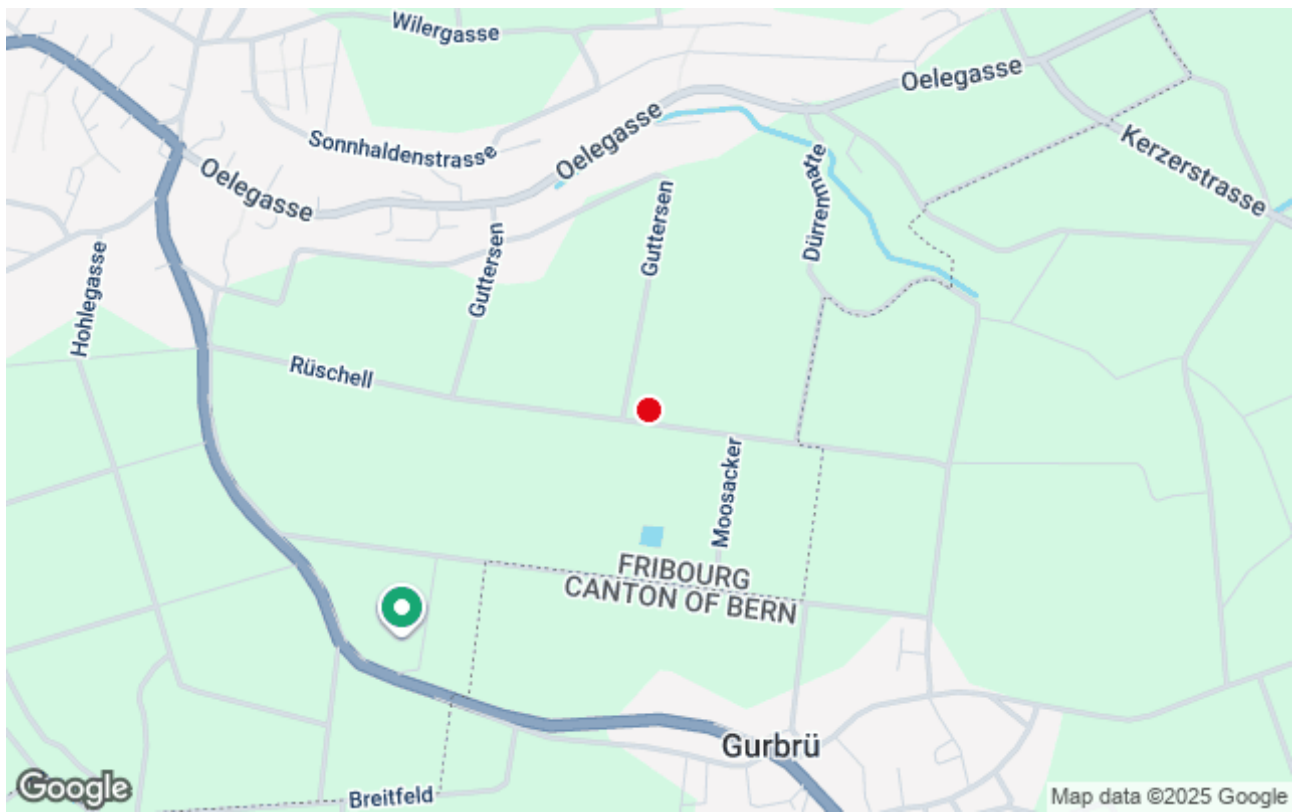 Wilergasse
Oelegasse
Sonnhaldenstrasse
Oelegasse
Kerzerstrasse
Oelegasse
Dürrenmatte
Guttersen
Guttersen
Hohlegasse
Rüschell
Moosacker
FRIBOURG
CANTON OF BERN
Gurbrü
Breitfeld
Google
Map data ©2025 Google